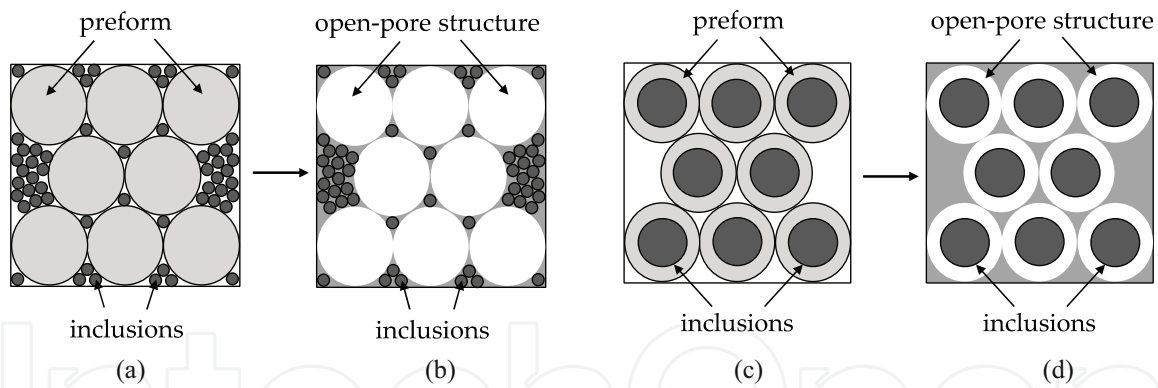 preform
open-pore structure
preform
open-pore structure
inclusions
inclusions
inclusions
inclusions
(a)
(b)
(c)
(d)